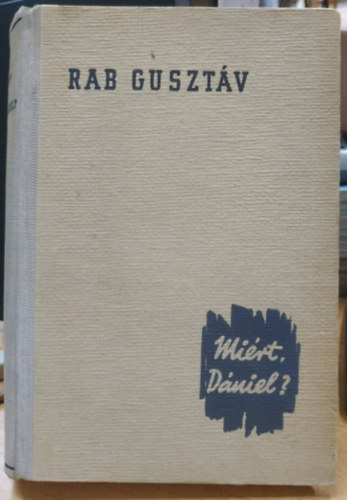 RAB GUSZTÁV
Miért,
Dániel?